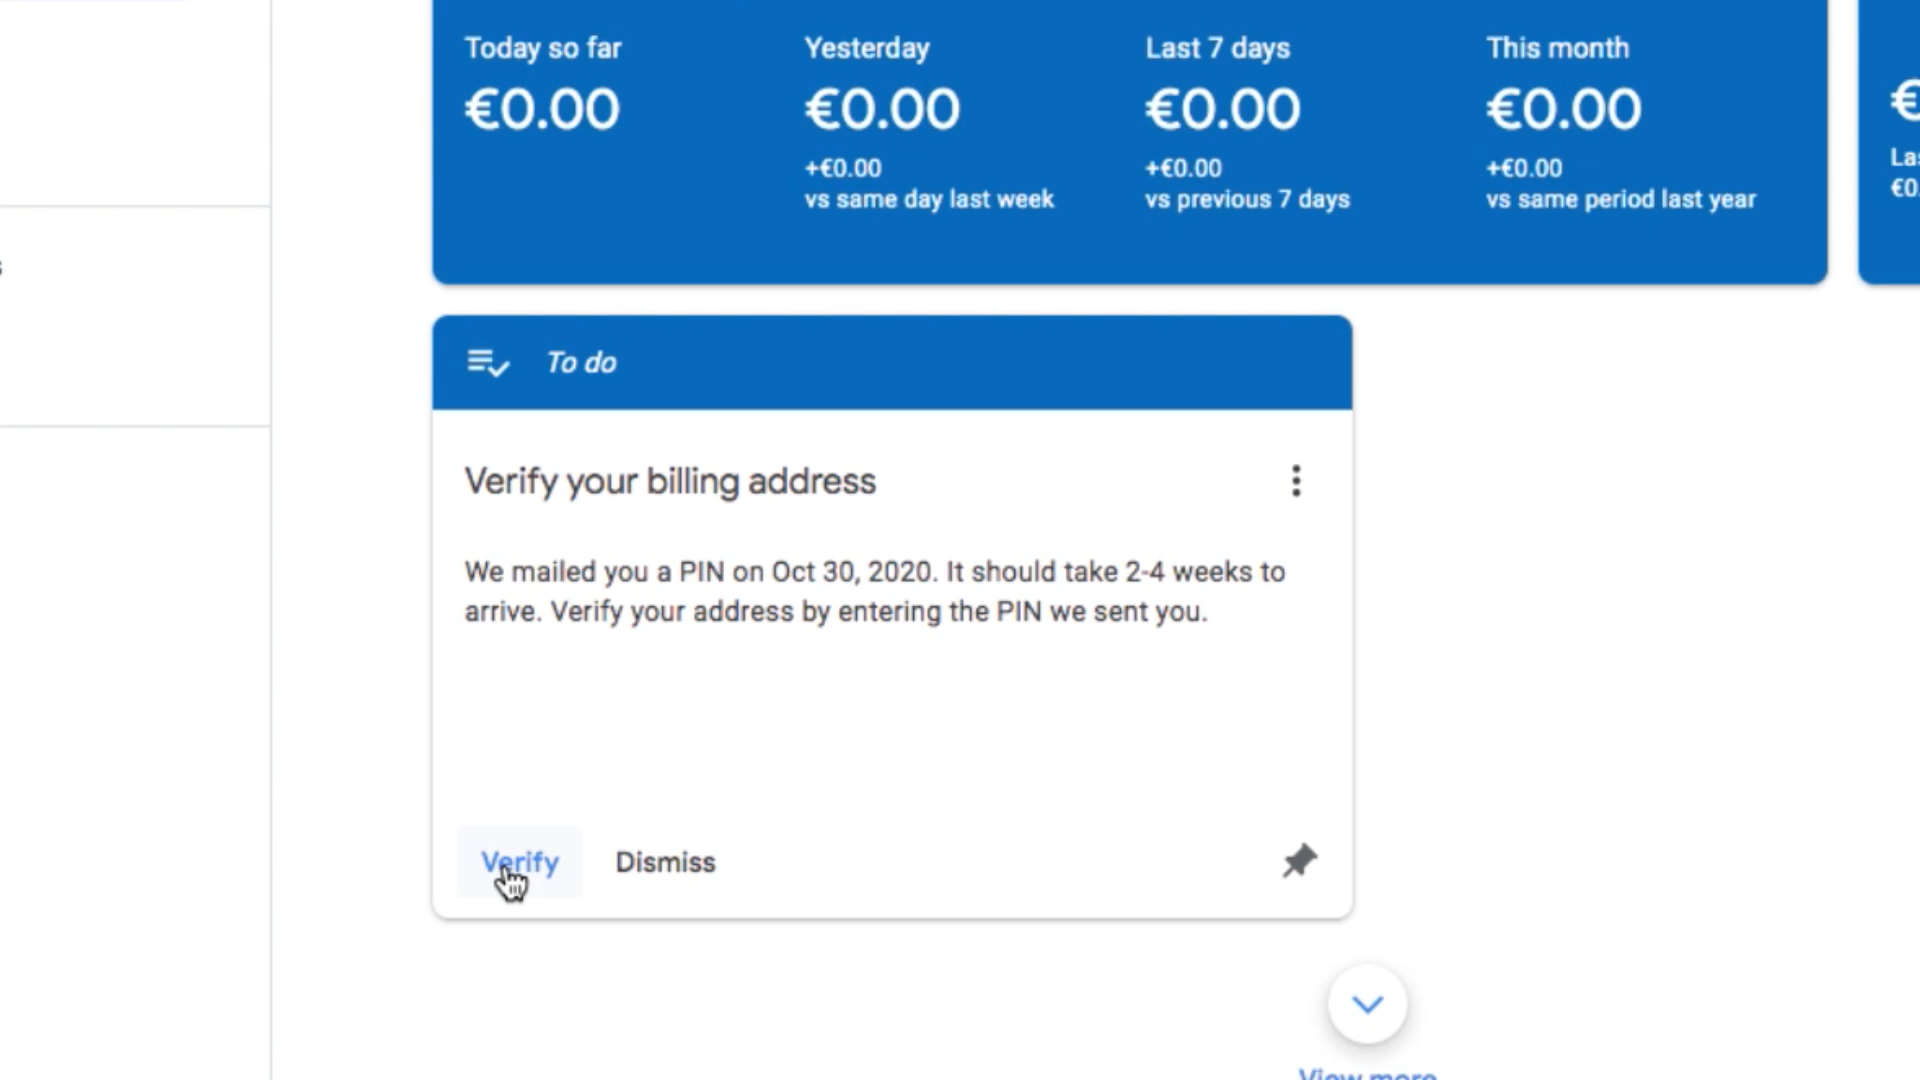 Today so far
Yesterday
Last 7 days
This month
€0.00
€0.00
€0.00
€0.00
+€0.00
+€0.00
+€0.00
vs same day last week
vs previous 7 days
vs same period last year
To do
Verify your billing address
We mailed you a PIN on Oct 30, 2020. It should take 2-4 weeks to
arrive. Verify your address by entering the PIN we sent you.
Verify
Dismiss
View more